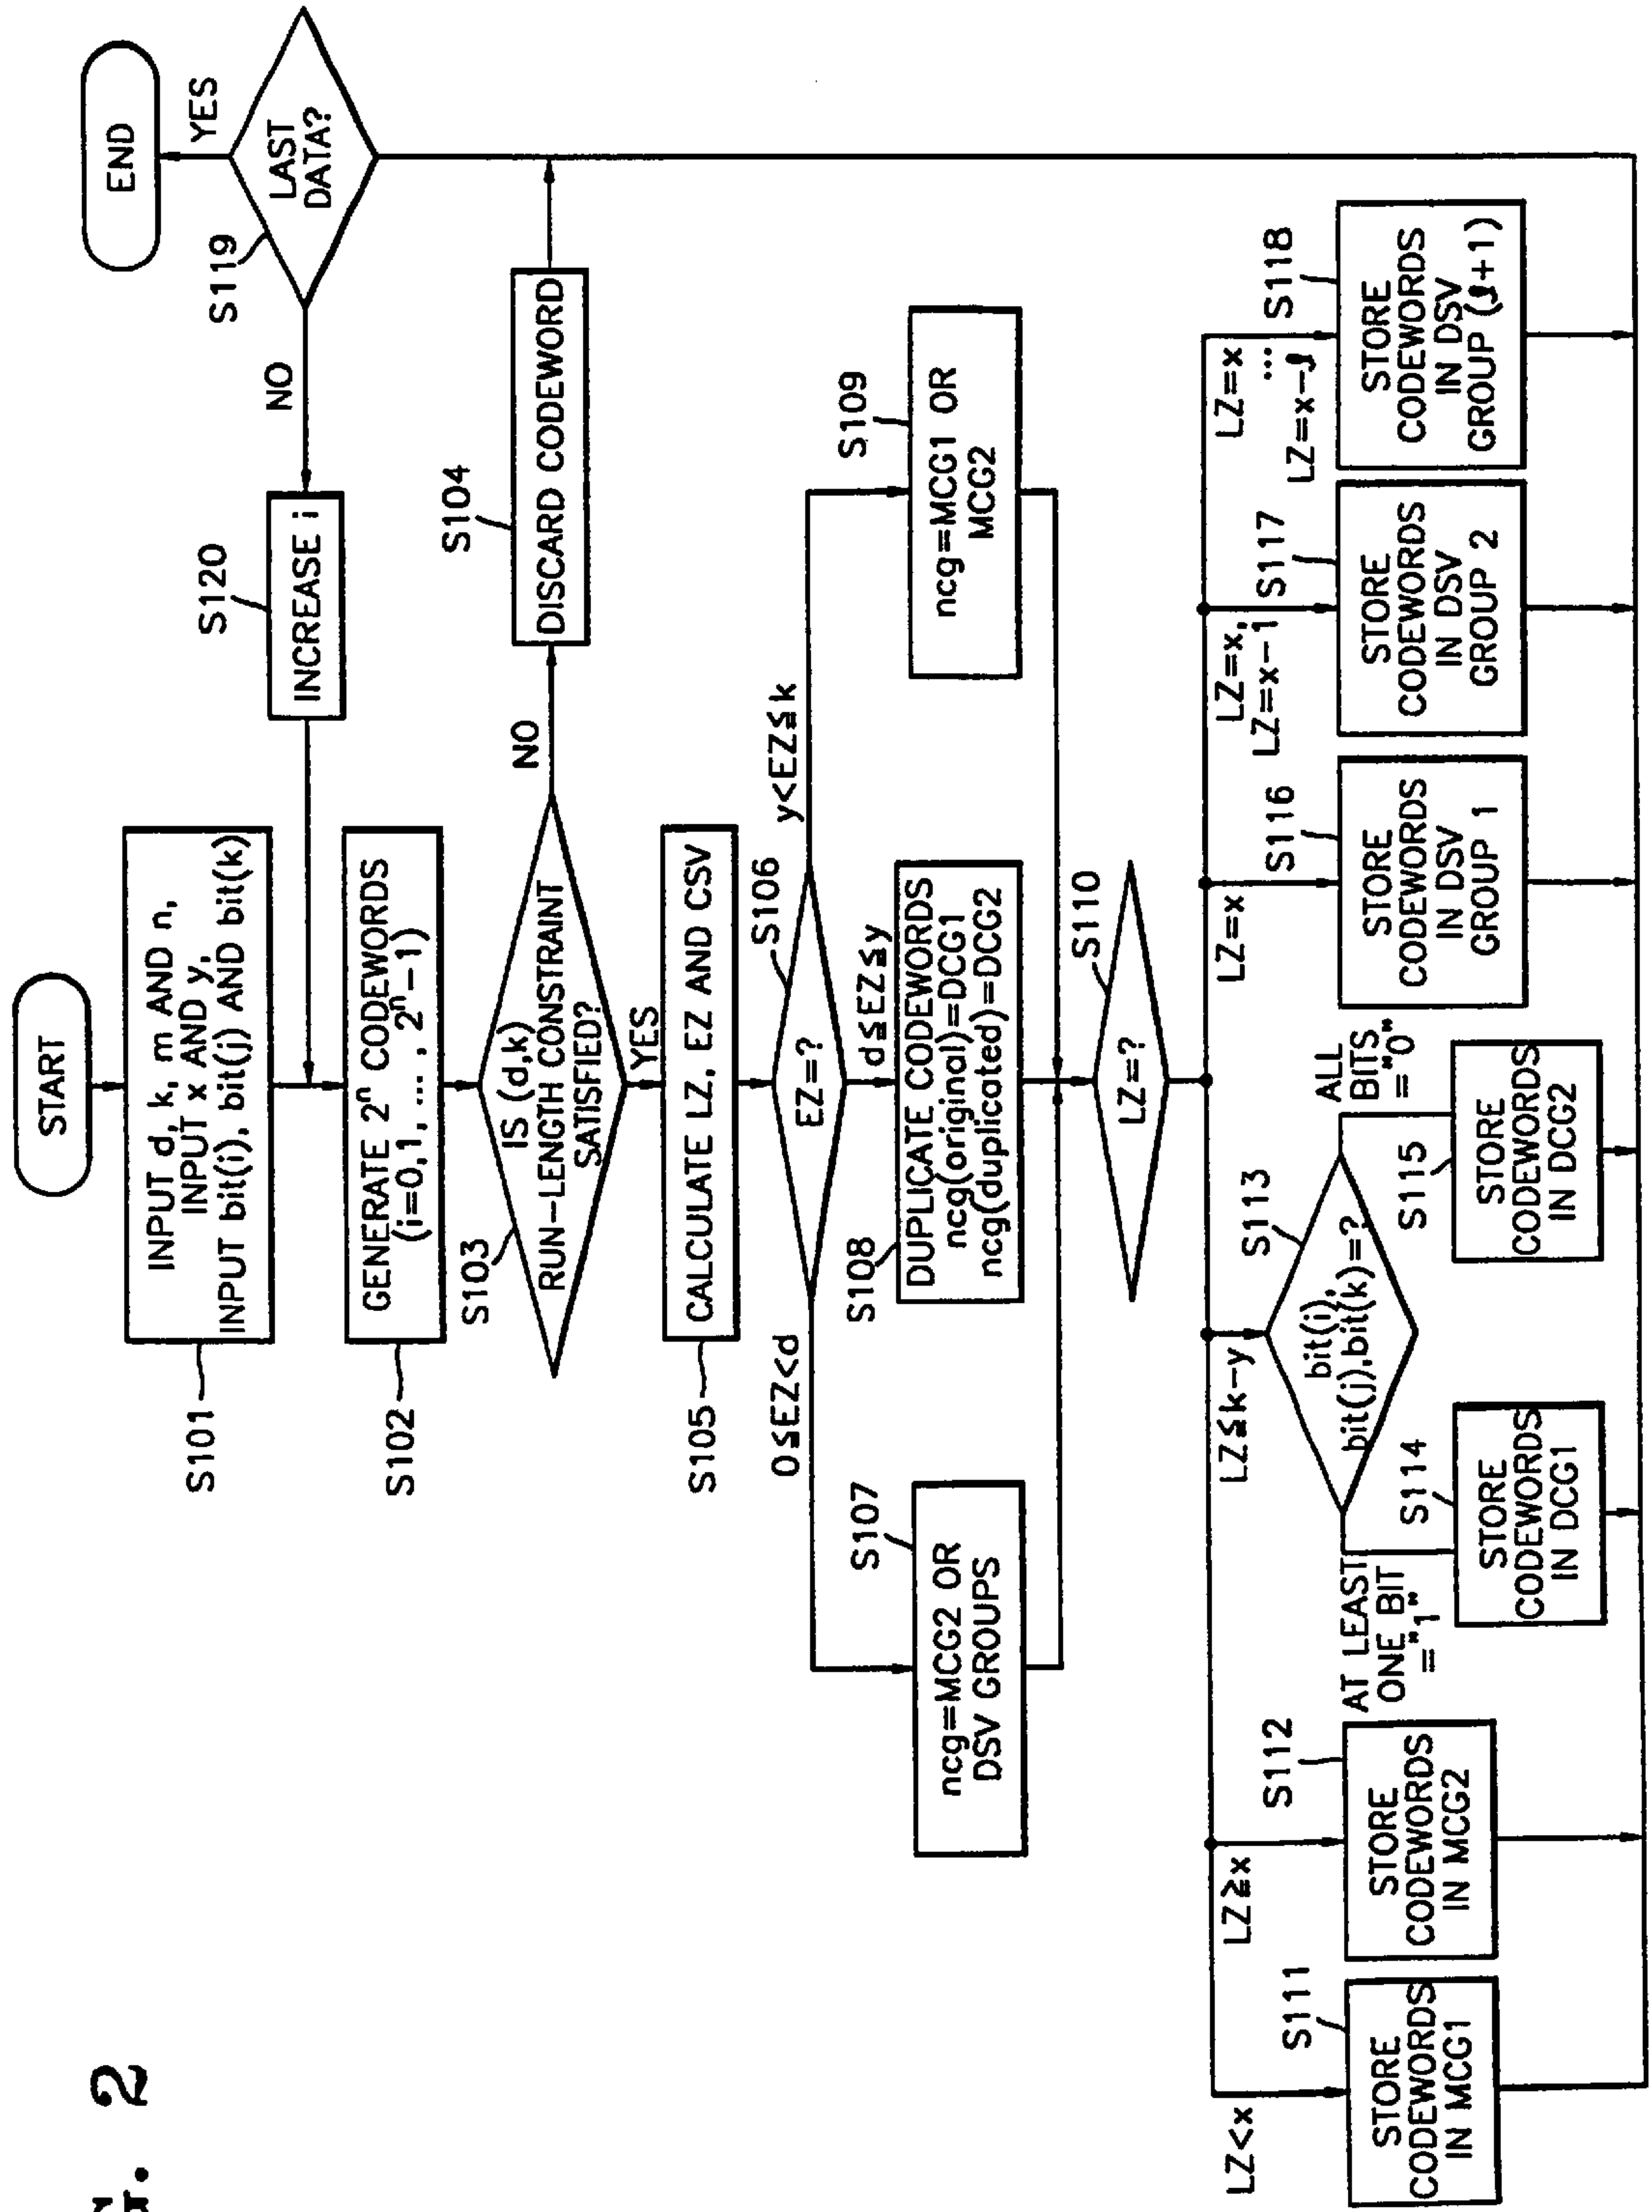 G. 2
START
S101
INPUT d, k, m AND n,
INPUT x AND y,
INPUT bit(i), bit(j) AND bit(k)
S102
GENERATE 2ⁿ CODEWORDS
(i=0,1, ... , 2ⁿ-1)
S103
IS (d,k)
RUN-LENGTH CONSTRAINT
SATISFIED?
NO
YES
S104
DISCARD CODEWORD
S105
CALCULATE LZ, EZ AND CSV
S106
EZ=?
0≦EZ<d
d≦EZ≦y
y<EZ≦k
S107
ncg=MCG2 OR
DSV GROUPS
S108
DUPLICATE CODEWORDS
ncg(original)=DCG1
ncg(duplicated)=DCG2
S109
ncg=MCG1 OR
MCG2
S110
LZ=?
LZ<x
S111
STORE
CODEWORDS
IN MCG1
LZ≧x
S112
STORE
CODEWORDS
IN MCG2
LZ≦k-y
S113
bit(i),
bit(j),bit(k)=?
AT LEAST
ONE BIT
="1"
S114
STORE
CODEWORDS
IN DCG1
ALL
BITS
="0"
S115
STORE
CODEWORDS
IN DCG2
LZ=x
S116
STORE
CODEWORDS
IN DSV
GROUP 1
LZ=x,
LZ=x-1
S117
STORE
CODEWORDS
IN DSV
GROUP 2
LZ=x
...
LZ=x-ℓ
S118
STORE
CODEWORDS
IN DSV
GROUP (ℓ+1)
S119
LAST
DATA?
YES
NO
END
S120
INCREASE i